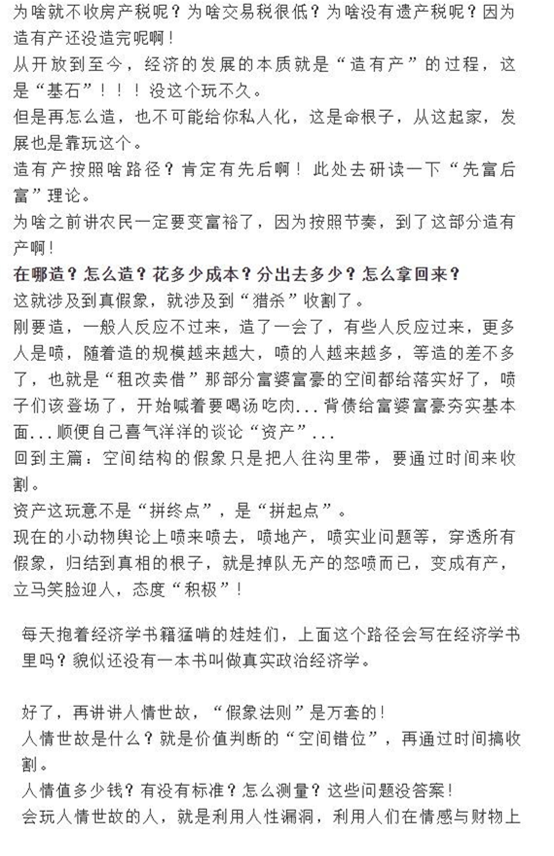 为啥就不收房产税呢？为啥交易税很低？为啥没有遗产税呢？因为
造有产还没造完呢啊！
从开放到至今，经济的发展的本质就是“造有产”的过程，这
是“基石”！！！没这个玩不久。
但是再怎么造，也不可能给你私人化，这是命根子，从这起家，发
展也是靠玩这个。
造有产按照啥路径？肯定有先后啊！此处去研读一下“先富后
富”理论。
为啥之前讲农民一定要变富裕了，因为按照节奏，到了这部分造有
产啊！
在哪造？怎么造？花多少成本？分出去多少？怎么拿回来？
这就涉及到真假象，就涉及到“猎杀”收割了。
刚要造，一般人反应不过来，造了一会了，有些人反应过来，更多
人是喷，随着造的规模越来越大，喷的人越来越多，等造的差不多
了，也就是“租改卖借”那部分富婆富豪的空间都给落实好了，喷
子们该登场了，开始喊着要喝汤吃肉...背债给富婆富豪夯实基本
面...顺便自己喜气洋洋的谈论“资产”...
回到主篇：空间结构的假象只是把人往沟里带，要通过时间来收
割。
资产这玩意不是“拼终点”，是“拼起点”。
现在的小动物舆论上喷来喷去，喷地产，喷实业问题等，穿透所有
假象，归结到真相的根子，就是掉队无产的怒喷而已，变成有产，
立马笑脸迎人，态度“积极”！
每天抱着经济学书籍猛啃的娃娃们，上面这个路径会写在经济学书
里吗？貌似还没有一本书叫做真实政治经济学。
好了，再讲讲人情世故，“假象法则”是万套的！
人情世故是什么？就是价值判断的“空间错位”，再通过时间搞收
割。
人情值多少钱？有没有标准？怎么测量？这些问题没答案！
会玩人情世故的人，就是利用人性漏洞，利用人们在情感与财物上